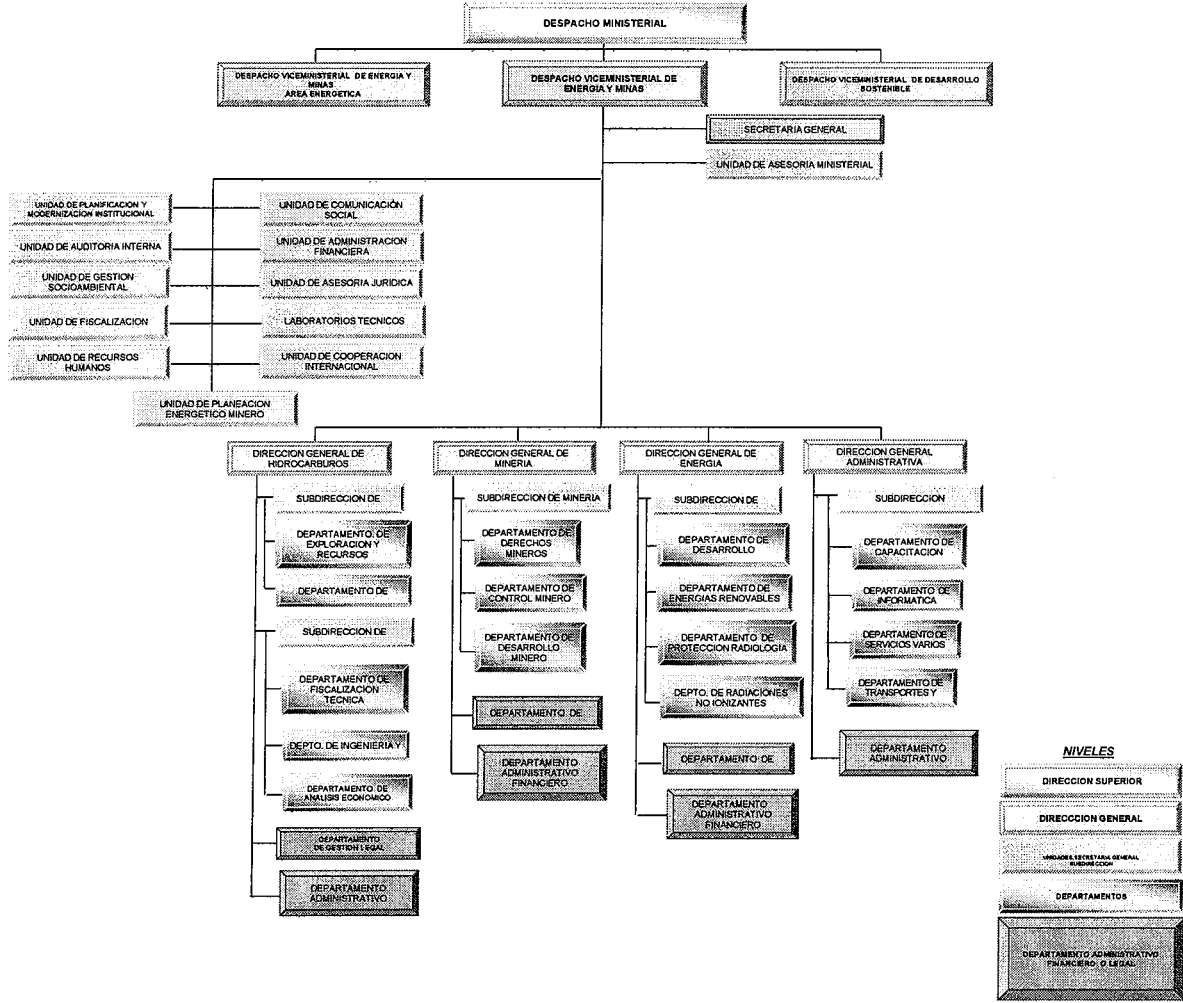 DESPACHO MINISTERIAL
DESPACHO VICEMINISTERIAL DE ENERGIA Y
MINAS
AREA ENERGETICA
DESPACHO VICEMINISTERIAL DE
ENERGIA Y MINAS
DESPACHO VICEMINISTERIAL DE DESARROLLO
SOSTENIBLE
SECRETARIA GENERAL
UNIDAD DE ASESORIA MINISTERIAL
UNIDAD DE PLANIFICACION Y
MODERNIZACION INSTITUCIONAL
UNIDAD DE COMUNICACIÓN
SOCIAL
UNIDAD DE AUDITORIA INTERNA
UNIDAD DE ADMINISTRACION
FINANCIERA
UNIDAD DE GESTION
SOCIOAMBIENTAL
UNIDAD DE ASESORIA JURÍDICA
UNIDAD DE FISCALIZACION
LABORATORIOS TECNICOS
UNIDAD DE RECURSOS
HUMANOS
UNIDAD DE COOPERACION
INTERNACIONAL
UNIDAD DE PLANEACION
ENERGETICO MINERO
DIRECCION GENERAL DE
HIDROCARBUROS
SUBDIRECCION DE
DEPARTAMENTO. DE
EXPLORACION Y
RECURSOS
DEPARTAMENTO DE
SUBDIRECCION DE
DEPARTAMENTO DE
FISCALIZACION
TECNICA
DEPTO. DE INGENIERIA Y
DEPARTAMENTO. DE
ANALISIS ECONOMICO
DEPARTAMENTO
DE GESTION LEGAL
DEPARTAMENTO
ADMINISTRATIVO
DIRECCION GENERAL DE
MINERIA
SUBDIRECCION DE MINERIA
DEPARTAMENTO DE
DERECHOS
MINEROS
DEPARTAMENTO DE
CONTROL MINERO
DEPARTAMENTO DE
DESARROLLO
MINERO
DEPARTAMENTO DE
DEPARTAMENTO
ADMINISTRATIVO
FINANCIERO
DIRECCION GENERAL DE
ENERGIA
SUBDIRECCION DE
DEPARTAMENTO DE
DESARROLLO
DEPARTAMENTO DE
ENERGIAS RENOVABLES
DEPARTAMENTO DE
PROTECCION RADIOLOGÍA
DEPTO. DE RADIACIONES
NO IONIZANTES
DEPARTAMENTO DE
DEPARTAMENTO
ADMINISTRATIVO
FINANCIERO
DIRECCION GENERAL
ADMINISTRATIVA
SUBDIRECCION
DEPARTAMENTO DE
CAPACITACION
DEPARTAMENTO DE
INFORMATICA
DEPARTAMENTO DE
SERVICIOS VARIOS
DEPARTAMENTO DE
TRANSPORTES Y
DEPARTAMENTO
ADMINISTRATIVO
NIVELES
DIRECCION SUPERIOR
DIRECCCION GENERAL
UNIDADES, SECRETARIA GENERAL
SUBDIRECCION
DEPARTAMENTOS
DEPARTAMENTO ADMINISTRATIVO
FINANCIERO O LEGAL